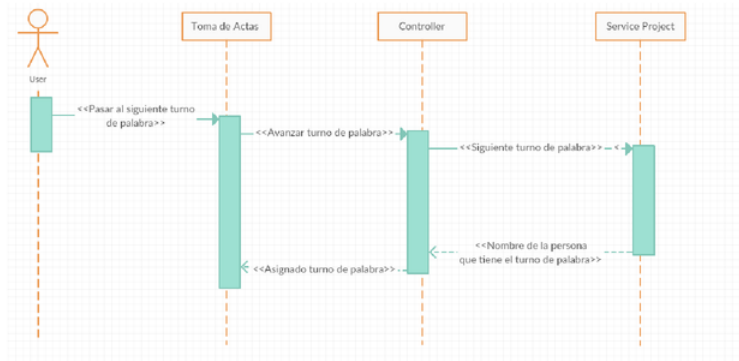 Toma de Actas
Controller
Service Project
User
<<Pasar al siguiente turno
de palabra>>
<<Avanzar turno de palabra>>
<<Siguiente turno de palabra>>
<<Nombre de la persona
que tiene el turno de palabra>>
<<Asignado turno de palabra>>